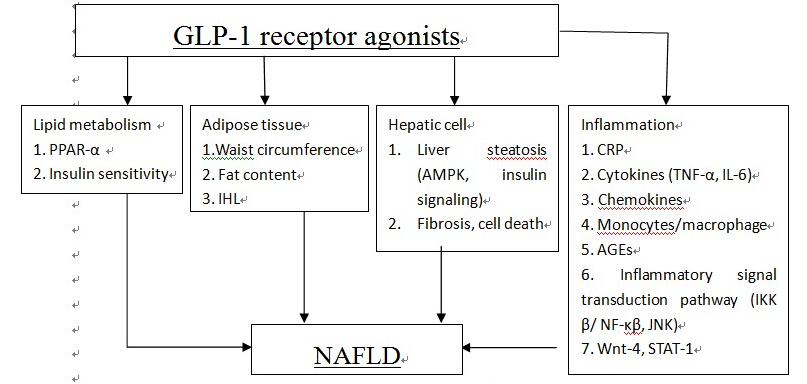 GLP-1 receptor agonists
Lipid metabolism
1. PPAR-α
2. Insulin sensitivity
Adipose tissue
1.Waist circumference
2. Fat content
3. IHL
Hepatic cell
1. Liver steatosis
(AMPK, insulin
signaling)
2. Fibrosis, cell death
Inflammation
1. CRP
2. Cytokines (TNF-α, IL-6)
3. Chemokines
4. Monocytes/macrophage
5. AGEs
6. Inflammatory signal
transduction pathway (IKK
β/ NF-κβ, JNK)
7. Wnt-4, STAT-1
NAFLD